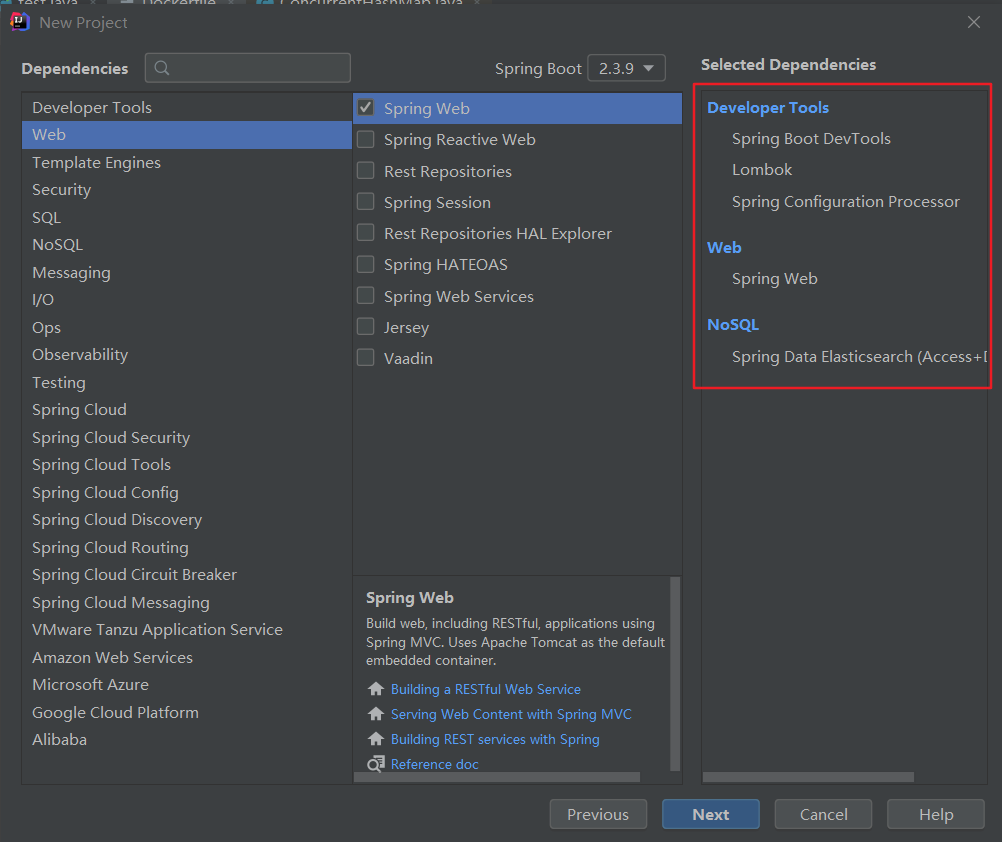 test.java
Dockerfile
ConcurrentHashMap.java
New Project
Dependencies
Spring Boot 2.3.9
Selected Dependencies
Developer Tools
Web
Template Engines
Security
SQL
NoSQL
Messaging
I/O
Ops
Observability
Testing
Spring Cloud
Spring Cloud Security
Spring Cloud Tools
Spring Cloud Config
Spring Cloud Discovery
Spring Cloud Routing
Spring Cloud Circuit Breaker
Spring Cloud Messaging
VMware Tanzu Application Service
Amazon Web Services
Microsoft Azure
Google Cloud Platform
Alibaba
Spring Web
Spring Reactive Web
Rest Repositories
Spring Session
Rest Repositories HAL Explorer
Spring HATEOAS
Spring Web Services
Jersey
Vaadin
Spring Web
Build web, including RESTful, applications using
Spring MVC. Uses Apache Tomcat as the default
embedded container.
Building a RESTful Web Service
Serving Web Content with Spring MVC
Building REST services with Spring
Reference doc
Developer Tools
Spring Boot DevTools
Lombok
Spring Configuration Processor
Web
Spring Web
NoSQL
Spring Data Elasticsearch (Access+D
Previous
Next
Cancel
Help